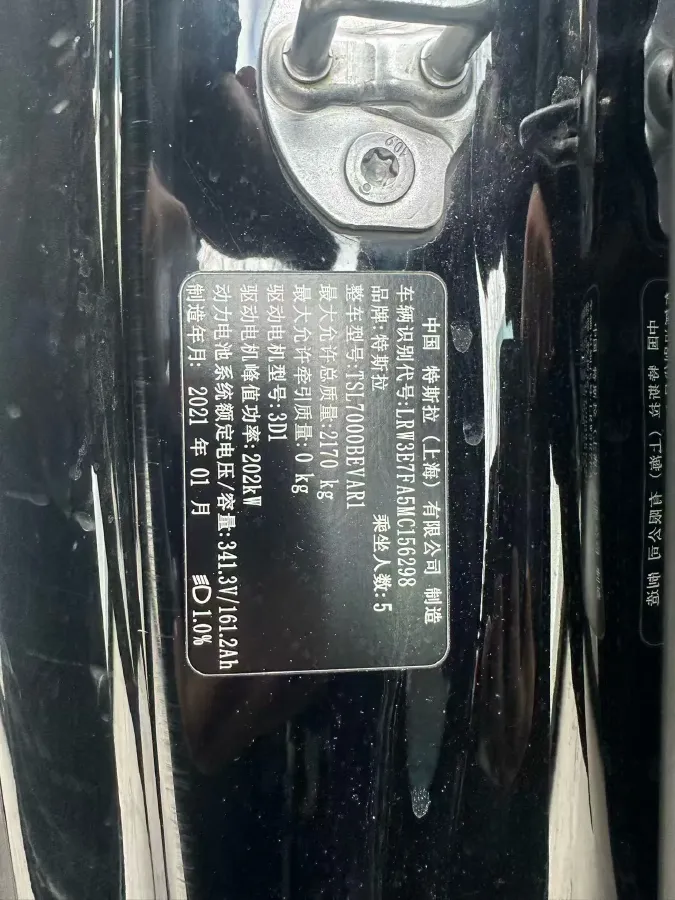 中国 特斯拉（上海）有限公司 制造
车辆识别代号:LRW3E7FA5MC156298
品牌:特斯拉 乘坐人数:5
整车型号:TSL7000BEVAR1
最大允许总质量:2170 kg
最大允许牵引质量:0 kg
驱动电机型号:3D1
驱动电机峰值功率:202kW
动力电池系统额定电压/容量:341.3V/161.2Ah
制造年月: 2021 年 01 月 1.0%
10.9